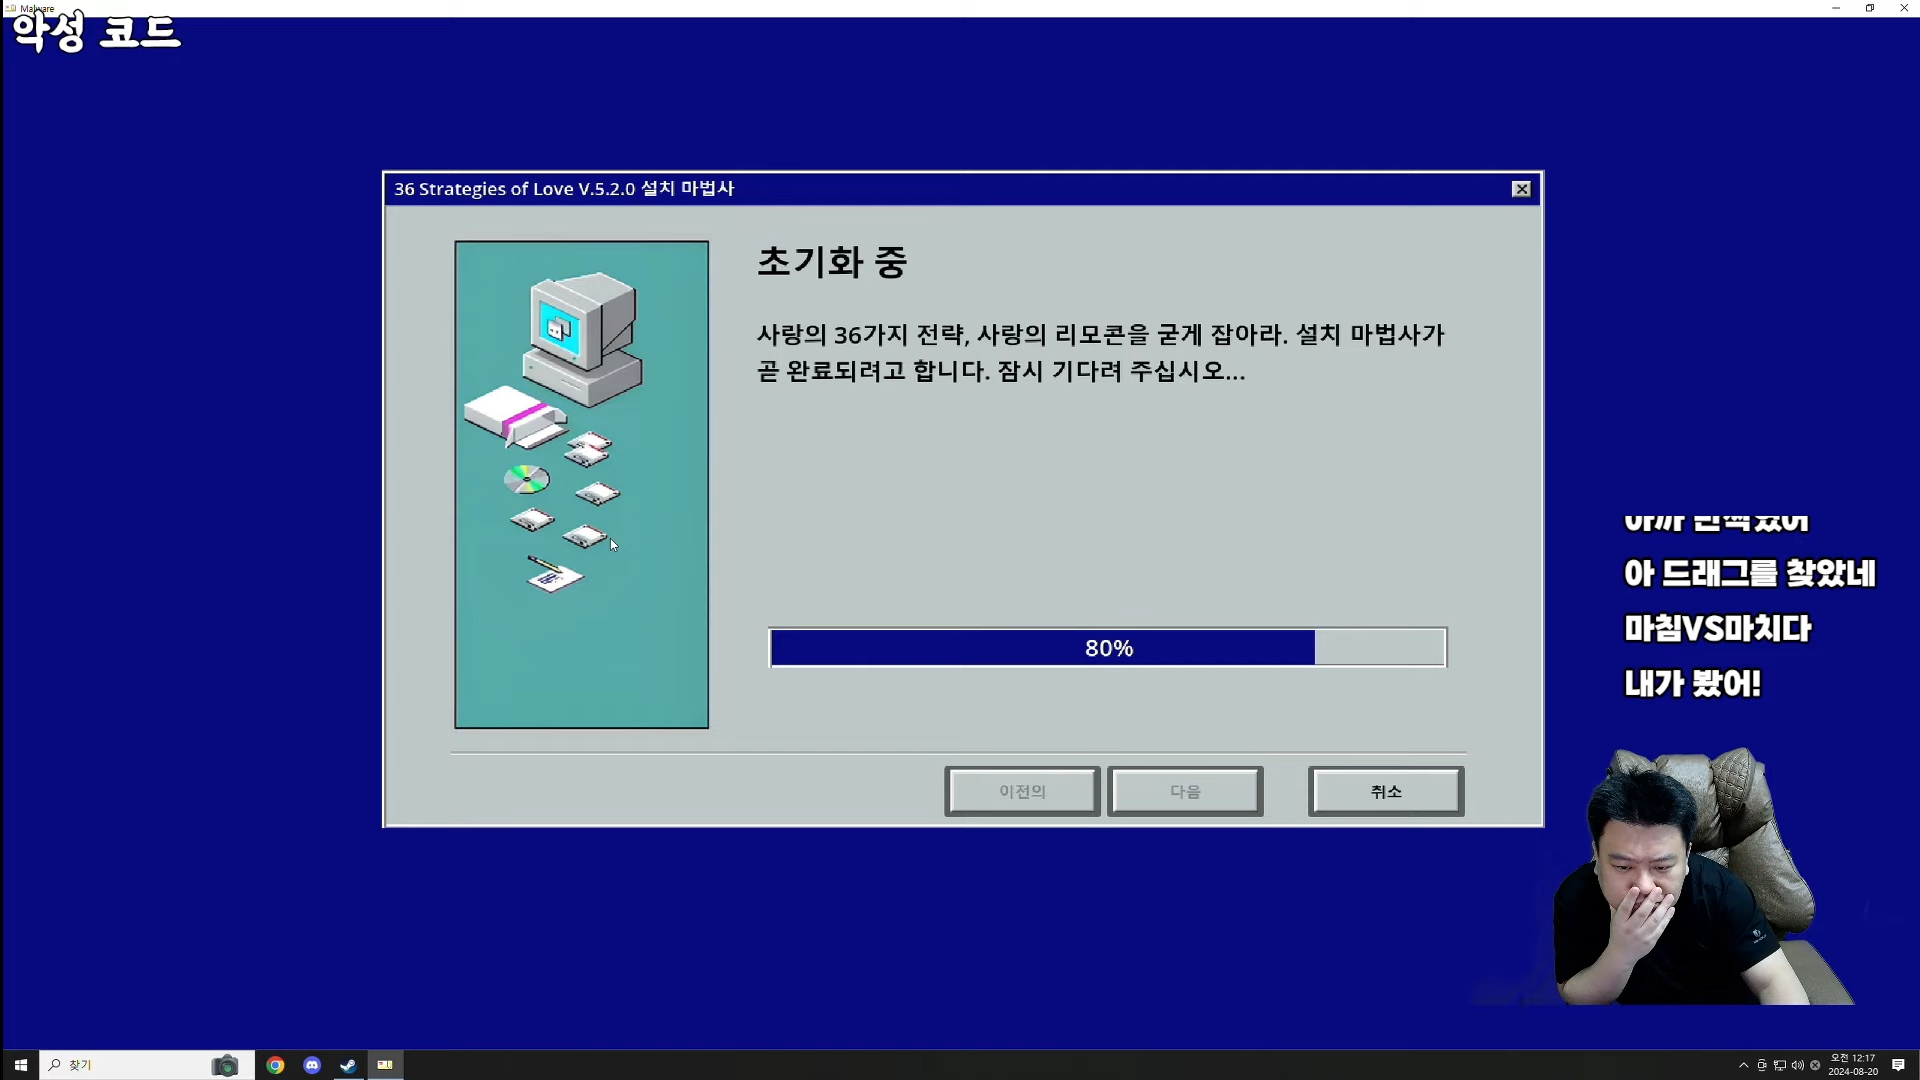 Malware
악성 코드
36 Strategies of Love V.5.2.0 설치 마법사
초기화 중
사랑의 36가지 전략, 사랑의 리모콘을 굳게 잡아라. 설치 마법사가
곧 완료되려고 합니다. 잠시 기다려 주십시오...
80%
이전의
다음
취소
아 드래그를 찾았네
마침VS마치다
내가 봤어!
찾기
오전 12:17
2024-08-20